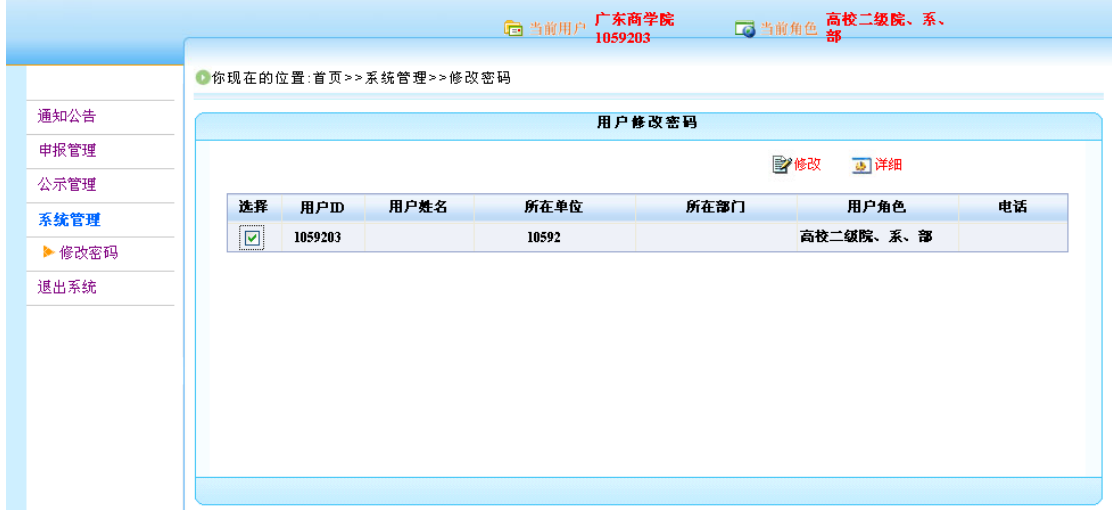 当前用户 广东商学院 1059203
当前角色 高校二级院、系、部
你现在的位置:首页>>系统管理>>修改密码
通知公告
申报管理
公示管理
系统管理
修改密码
退出系统
用户修改密码
修改 详细
选择 用户ID 用户姓名 所在单位 所在部门 用户角色 电话
1059203 10592 高校二级院、系、部